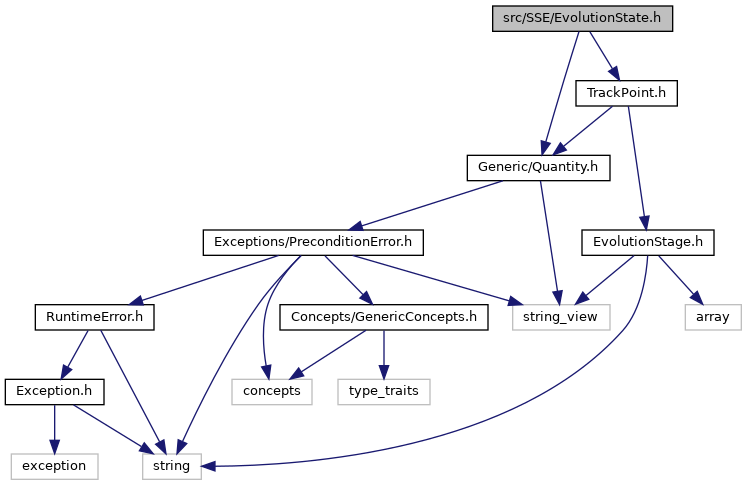 src/SSE/EvolutionState.h
TrackPoint.h
Generic/Quantity.h
Exceptions/PreconditionError.h
EvolutionStage.h
RuntimeError.h
Concepts/GenericConcepts.h
string_view
array
Exception.h
concepts
type_traits
exception
string